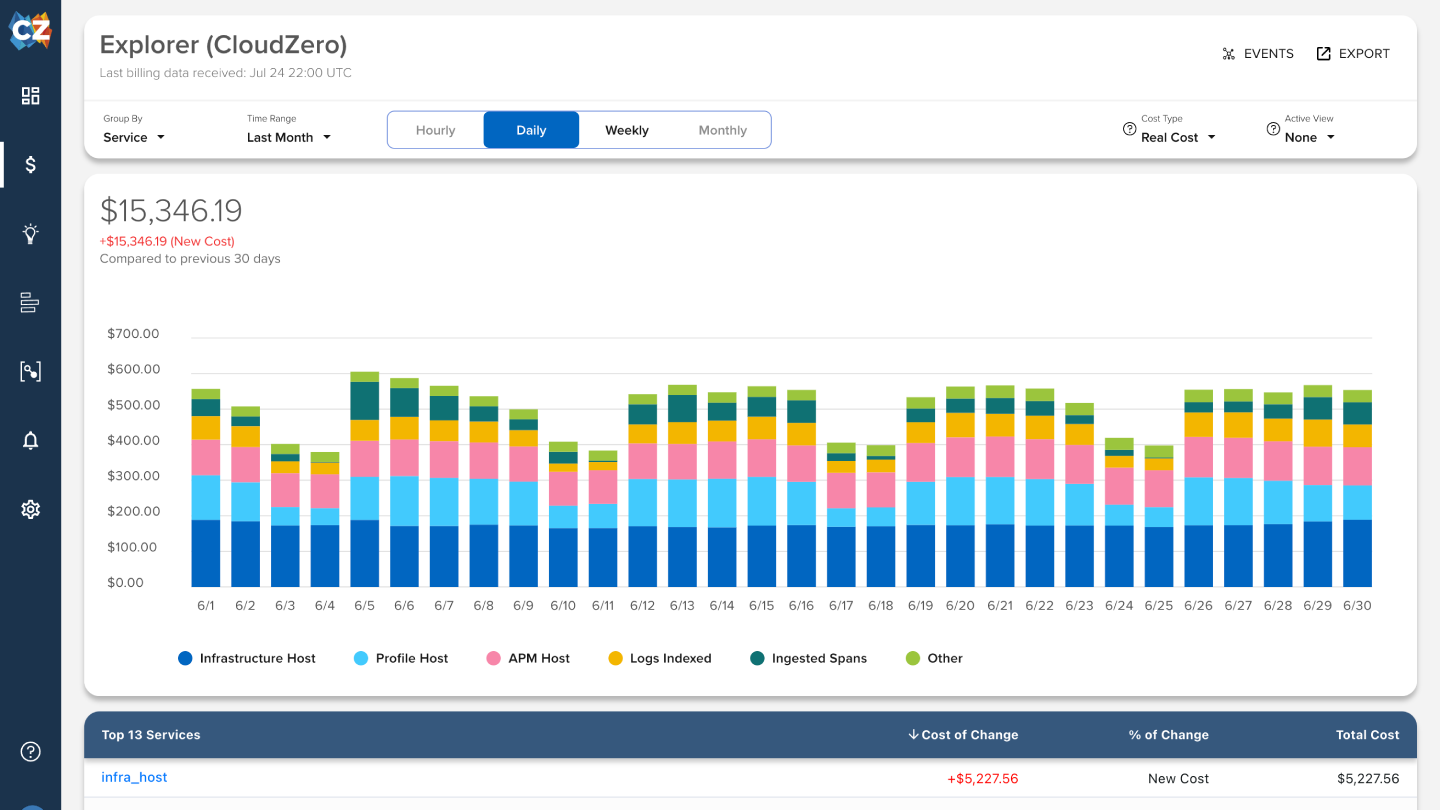 CZ
Explorer (CloudZero)
Last billing data received: Jul 24 22:00 UTC
EVENTS
EXPORT
Group By
Service
Time Range
Last Month
Hourly
Daily
Weekly
Monthly
Cost Type
Real Cost
Active View
None
$15,346.19
+$15,346.19 (New Cost)
Compared to previous 30 days
$700.00
$600.00
$500.00
$400.00
$300.00
$200.00
$100.00
$0.00
6/1 6/2 6/3 6/4 6/5 6/6 6/7 6/8 6/9 6/10 6/11 6/12 6/13 6/14 6/15 6/16 6/17 6/18 6/19 6/20 6/21 6/22 6/23 6/24 6/25 6/26 6/27 6/28 6/29 6/30
Infrastructure Host Profile Host APM Host Logs Indexed Ingested Spans Other
Top 13 Services Cost of Change % of Change Total Cost
infra_host +$5,227.56 New Cost $5,227.56